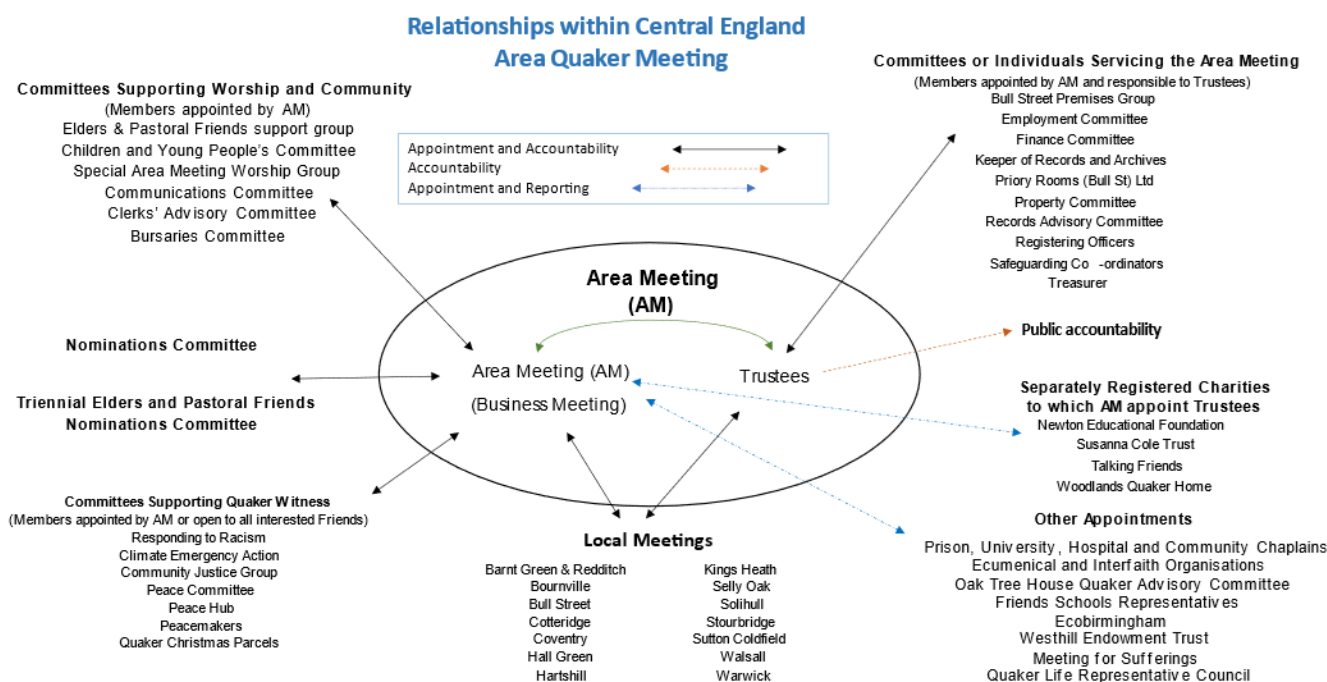 Relationships within Central England
Area Quaker Meeting
Committees Supporting Worship and Community
(Members appointed by AM)
Elders & Pastoral Friends support group
Children and Young People's Committee
Special Area Meeting Worship Group
Communications Committee
Clerks' Advisory Committee
Bursaries Committee
Appointment and Accountability
Accountability
Appointment and Reporting
Committees or Individuals Servicing the Area Meeting
(Members appointed by AM and responsible to Trustees)
Bull Street Premises Group
Employment Committee
Finance Committee
Keeper of Records and Archives
Priory Rooms (Bull St) Ltd
Property Committee
Records Advisory Committee
Registering Officers
Safeguarding Co -ordinators
Treasurer
Area Meeting
(AM)
Area Meeting (AM)
(Business Meeting)
Trustees
Public accountability
Nominations Committee
Triennial Elders and Pastoral Friends
Nominations Committee
Separately Registered Charities
to which AM appoint Trustees
Newton Educational Foundation
Susanna Cole Trust
Talking Friends
Woodlands Quaker Home
Committees Supporting Quaker Witness
(Members appointed by AM or open to all interested Friends)
Responding to Racism
Climate Emergency Action
Community Justice Group
Peace Committee
Peace Hub
Peacemakers
Quaker Christmas Parcels
Local Meetings
Barnt Green & Redditch
Bournville
Bull Street
Cotteridge
Coventry
Hall Green
Hartshill
Kings Heath
Selly Oak
Solihull
Stourbridge
Sutton Coldfield
Walsall
Warwick
Other Appointments
Prison, University, Hospital and Community Chaplains
Ecumenical and Interfaith Organisations
Oak Tree House Quaker Advisory Committee
Friends Schools Representatives
Ecobirmingham
Westhill Endowment Trust
Meeting for Sufferings
Quaker Life Representative Council